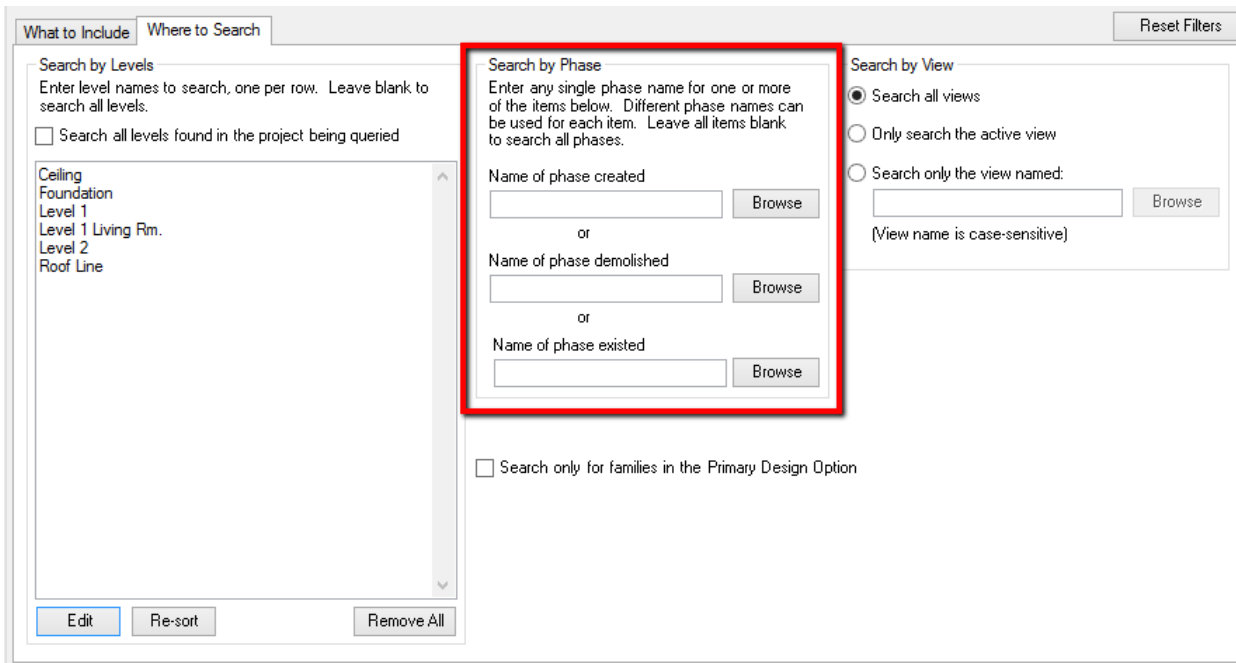 What to Include
Where to Search
Reset Filters
Search by Levels
Enter level names to search, one per row.  Leave blank to
search all levels.
Search all levels found in the project being queried
Ceiling
Foundation
Level 1
Level 1 Living Rm.
Level 2
Roof Line
Edit
Re-sort
Remove All
Search by Phase
Enter any single phase name for one or more
of the items below.  Different phase names can
be used for each item.  Leave all items blank
to search all phases.
Name of phase created
Browse
or
Name of phase demolished
Browse
or
Name of phase existed
Browse
Search only for families in the Primary Design Option
Search by View
Search all views
Only search the active view
Search only the view named:
Browse
(View name is case-sensitive)